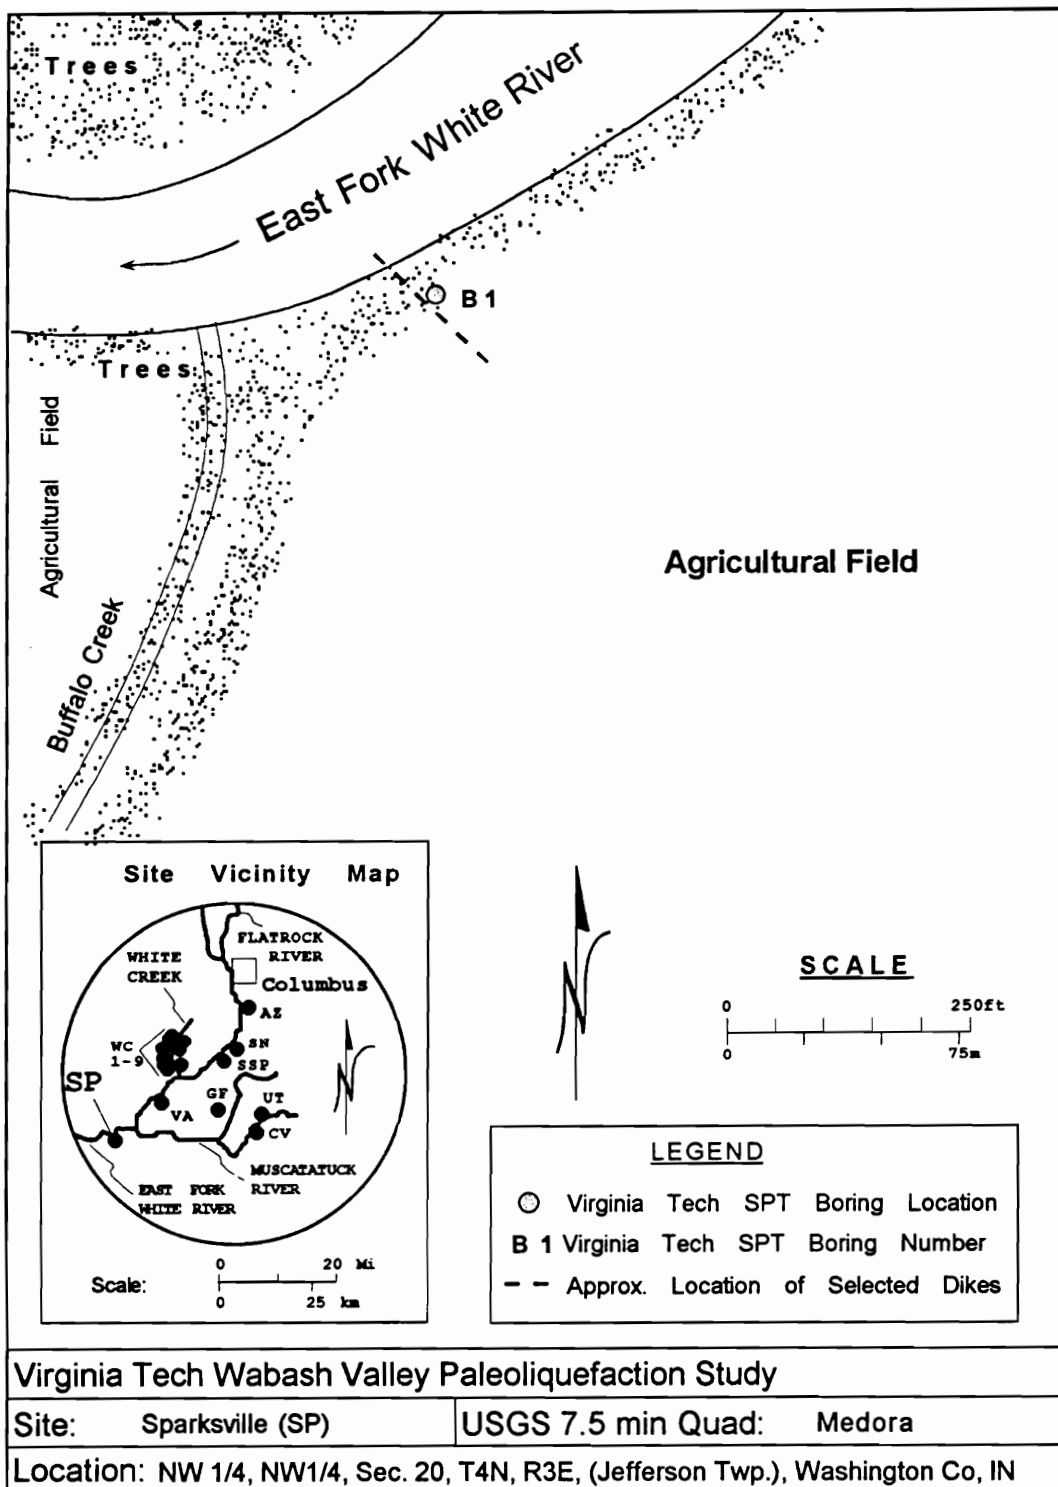 Trees
East Fork White River
B 1
Trees
Agricultural Field
Buffalo Creek
Agricultural Field
Site Vicinity Map
FLATROCK
RIVER
WHITE
CREEK
Columbus
AZ
SN
SSP
WC
1-9
SP
VA
GF
UT
CV
MUSCATATUCK
RIVER
EAST FORK
WHITE RIVER
N
Scale:
0 20 Mi
0 25 km
N
SCALE
0 250ft
0 75m
LEGEND
Virginia Tech SPT Boring Location
B 1 Virginia Tech SPT Boring Number
Approx. Location of Selected Dikes
Virginia Tech Wabash Valley Paleoliquefaction Study
Site: Sparksville (SP) USGS 7.5 min Quad: Medora
Location: NW 1/4, NW1/4, Sec. 20, T4N, R3E, (Jefferson Twp.), Washington Co, IN